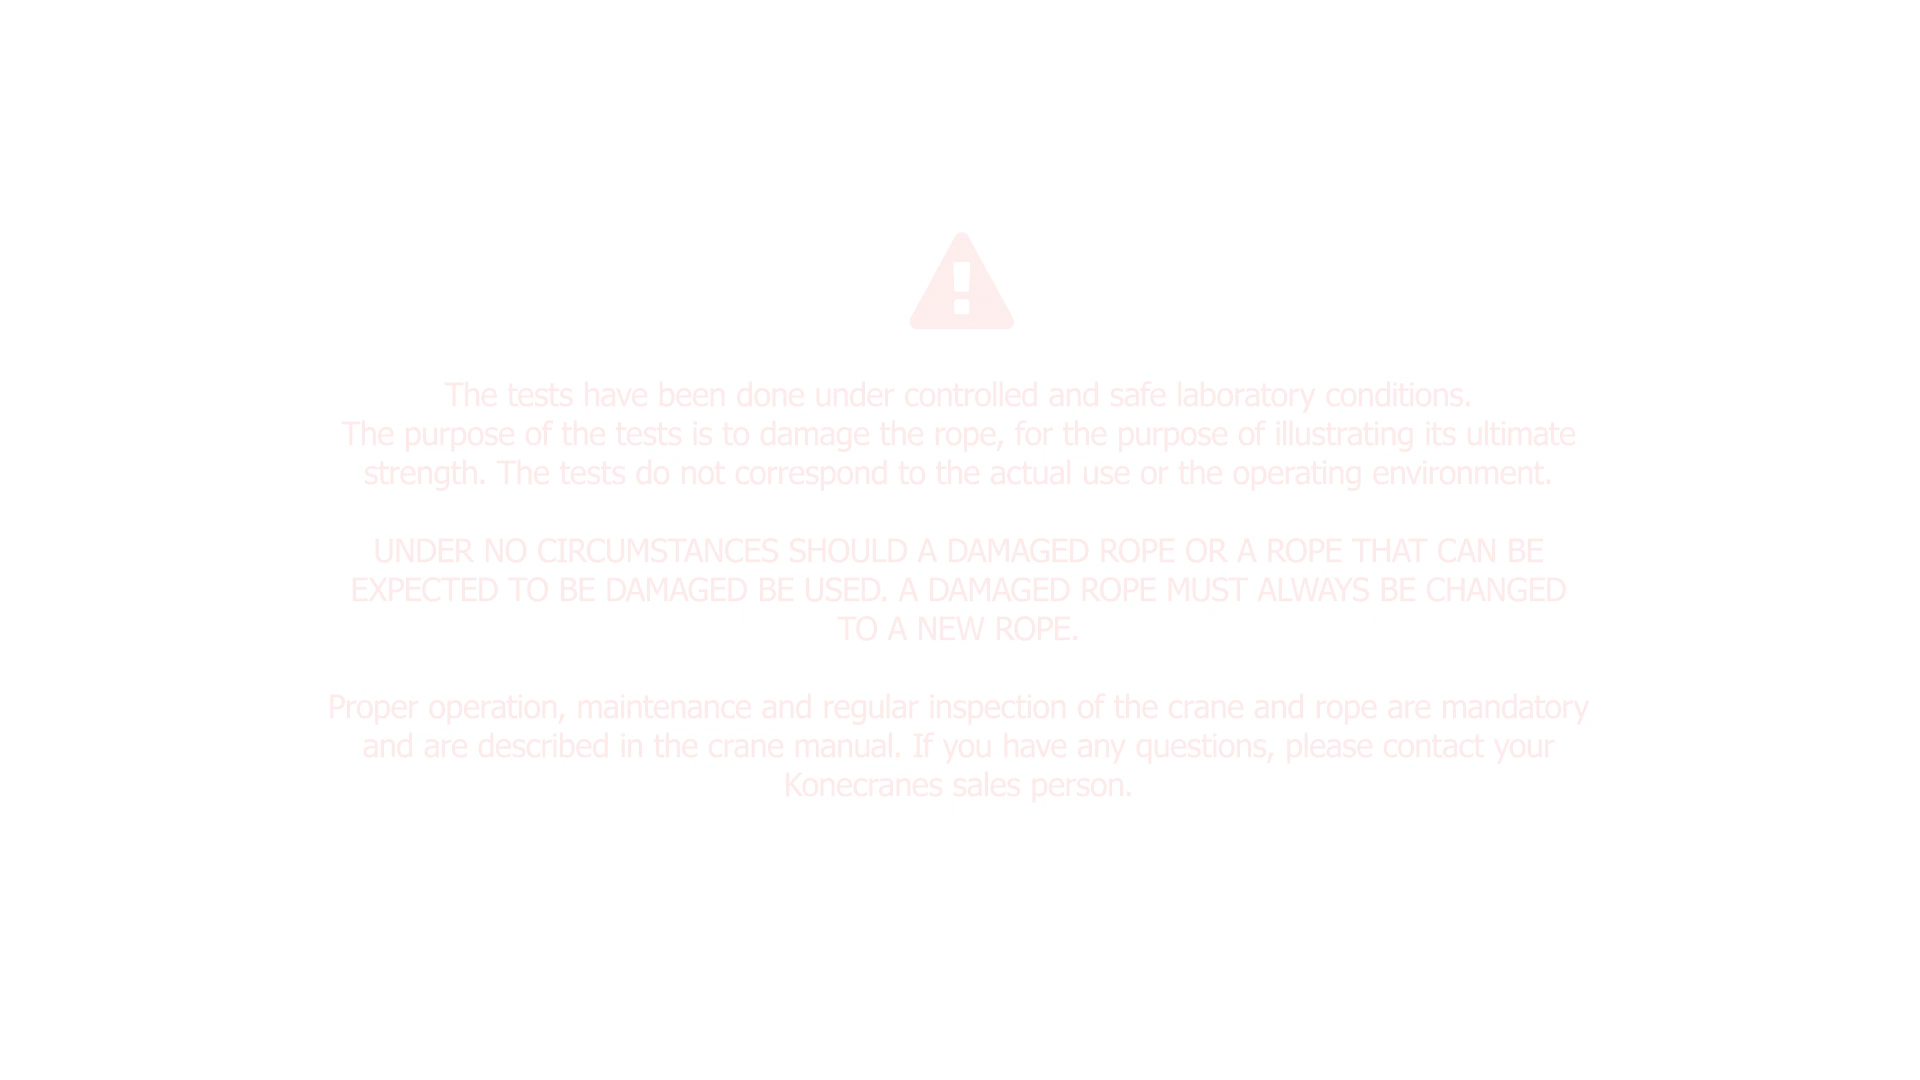 The tests have been done under controlled and safe laboratory conditions.
The purpose of the tests is to damage the rope, for the purpose of illustrating its ultimate
strength. The tests do not correspond to the actual use or the operating environment.
UNDER NO CIRCUMSTANCES SHOULD A DAMAGED ROPE OR A ROPE THAT CAN BE
EXPECTED TO BE DAMAGED BE USED. A DAMAGED ROPE MUST ALWAYS BE CHANGED
TO A NEW ROPE.
Proper operation, maintenance and regular inspection of the crane and rope are mandatory
and are described in the crane manual. If you have any questions, please contact your
Konecranes sales person.